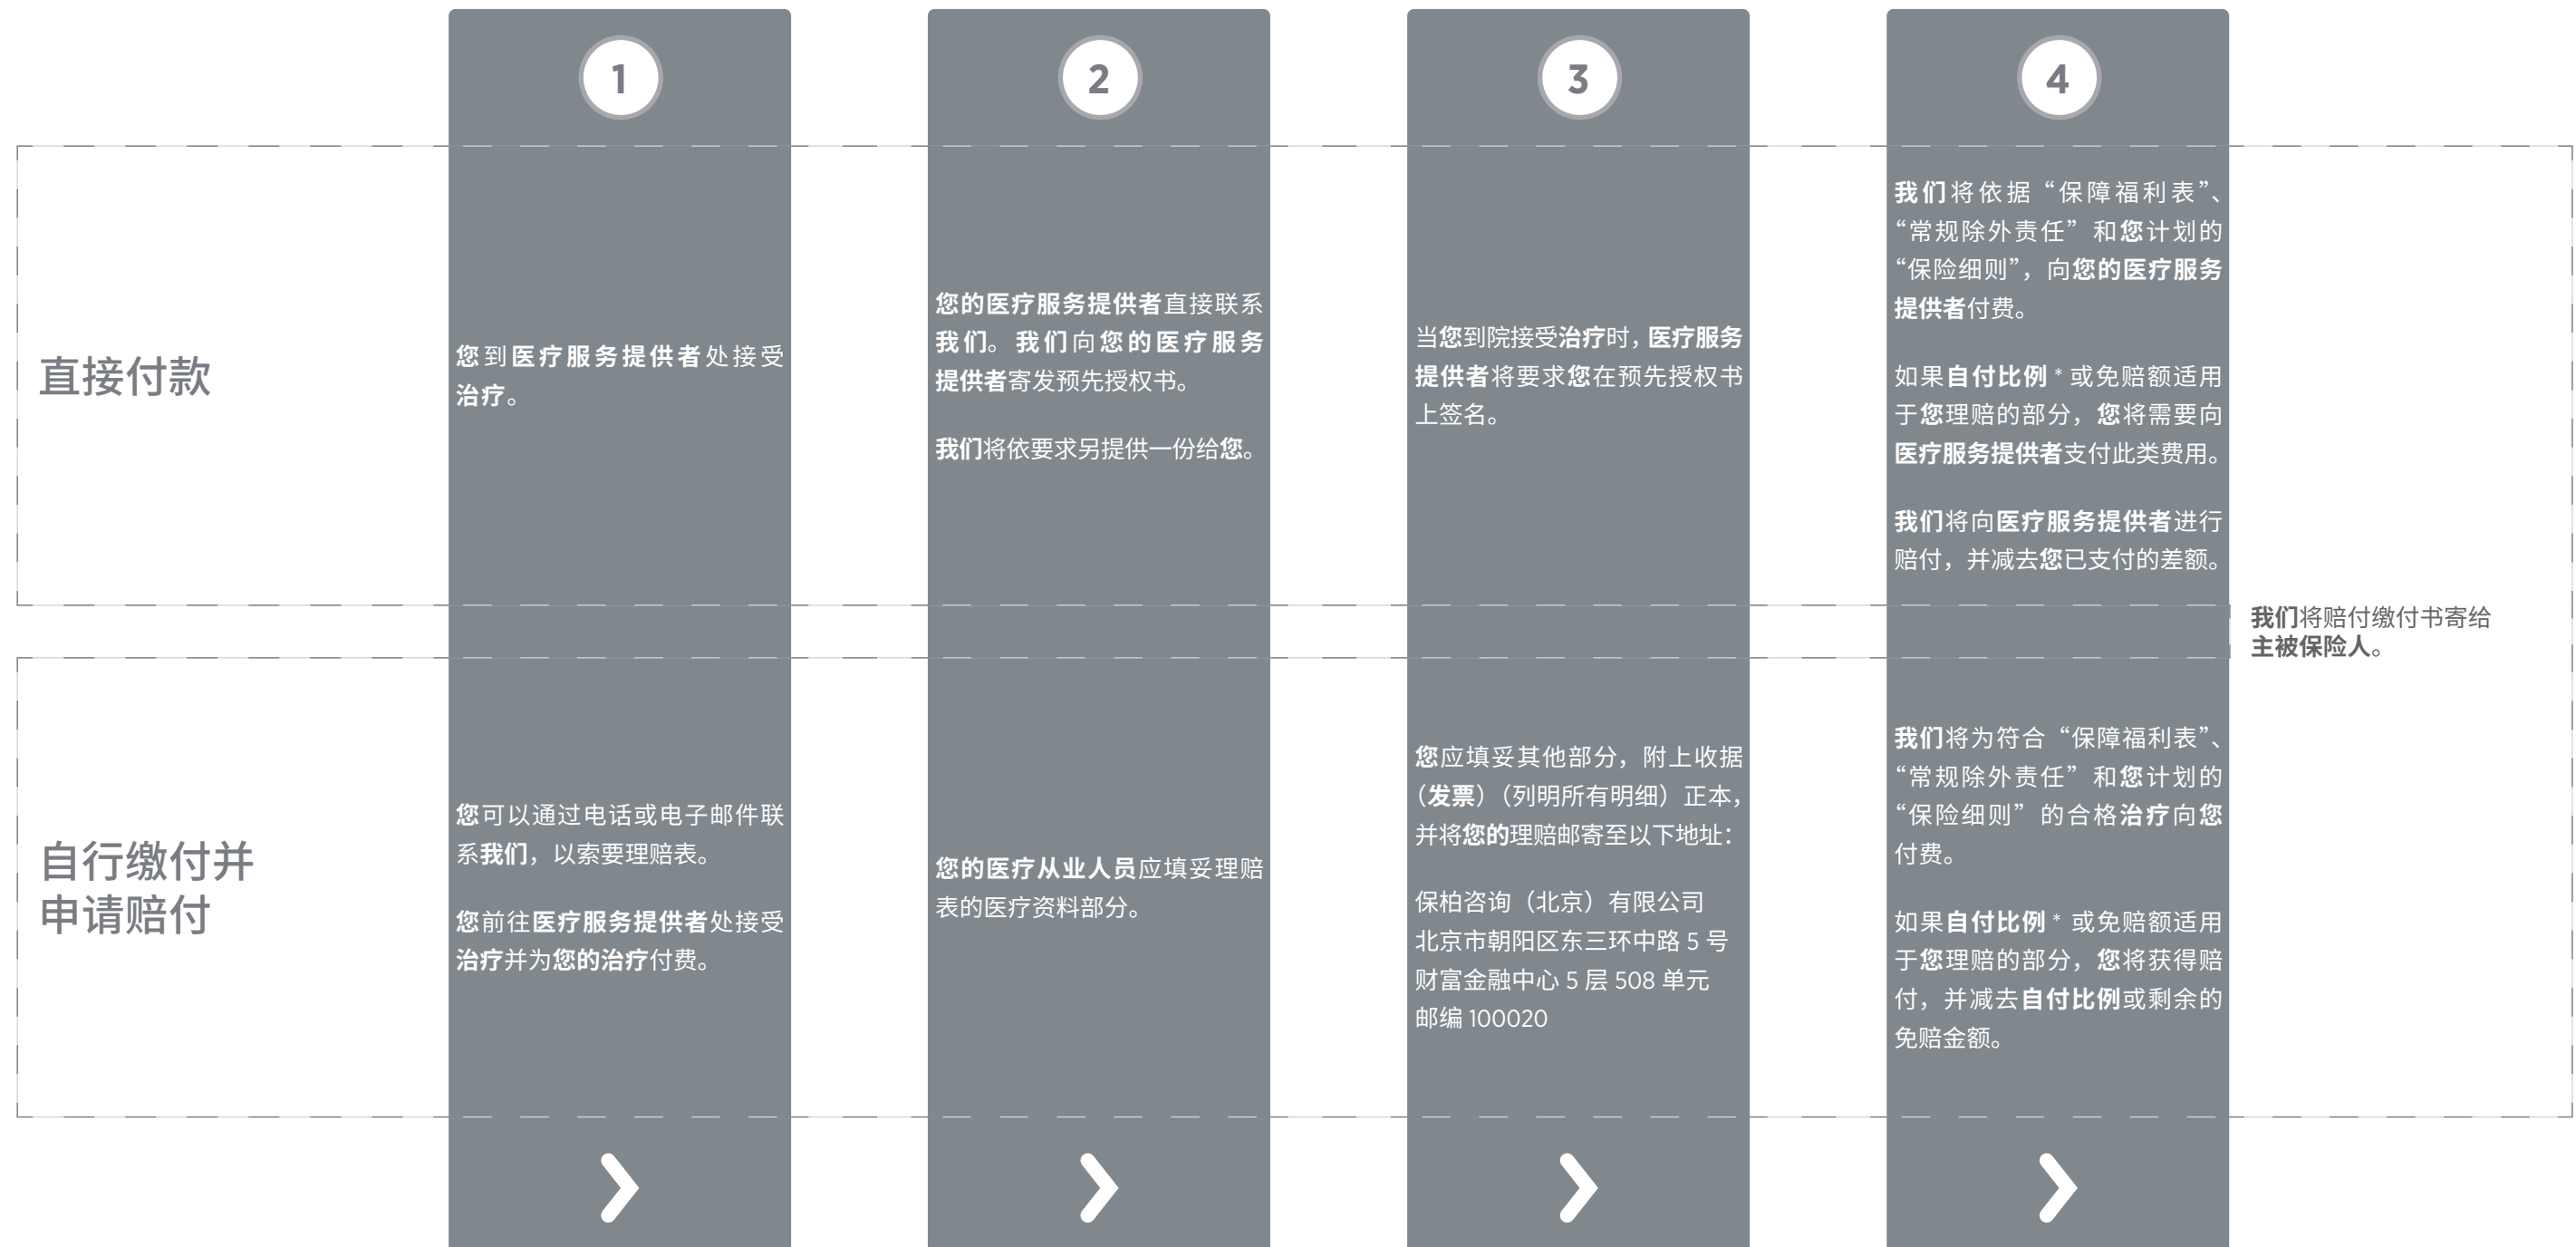 1
2
3
4
直接付款
您到医疗服务提供者处接受
治疗。
您的医疗服务提供者直接联系
我们。我们向您的医疗服务
提供者寄发预先授权书。
我们将依要求另提供一份给您。
当您到院接受治疗时，医疗服务
提供者将要求您在预先授权书
上签名。
我们将依据“保障福利表”、
“常规除外责任”和您计划的
“保险细则”，向您的医疗服务
提供者付费。
如果自付比例 * 或免赔额适用
于您理赔的部分，您将需要向
医疗服务提供者支付此类费用。
我们将向医疗服务提供者进行
赔付，并减去您已支付的差额。
我们将赔付缴付书寄给
主被保险人。
自行缴付并
申请赔付
您可以通过电话或电子邮件联
系我们，以索要理赔表。
您前往医疗服务提供者处接受
治疗并为您的治疗付费。
您的医疗从业人员应填妥理赔
表的医疗资料部分。
您应填妥其他部分，附上收据
（发票）（列明所有明细）正本，
并将您的理赔邮寄至以下地址：
保柏咨询（北京）有限公司
北京市朝阳区东三环中路 5 号
财富金融中心 5 层 508 单元
邮编 100020
我们将为符合“保障福利表”、
“常规除外责任”和您计划的
“保险细则”的合格治疗向您
付费。
如果自付比例 * 或免赔额适用
于您理赔的部分，您将获得赔
付，并减去自付比例或剩余的
免赔金额。